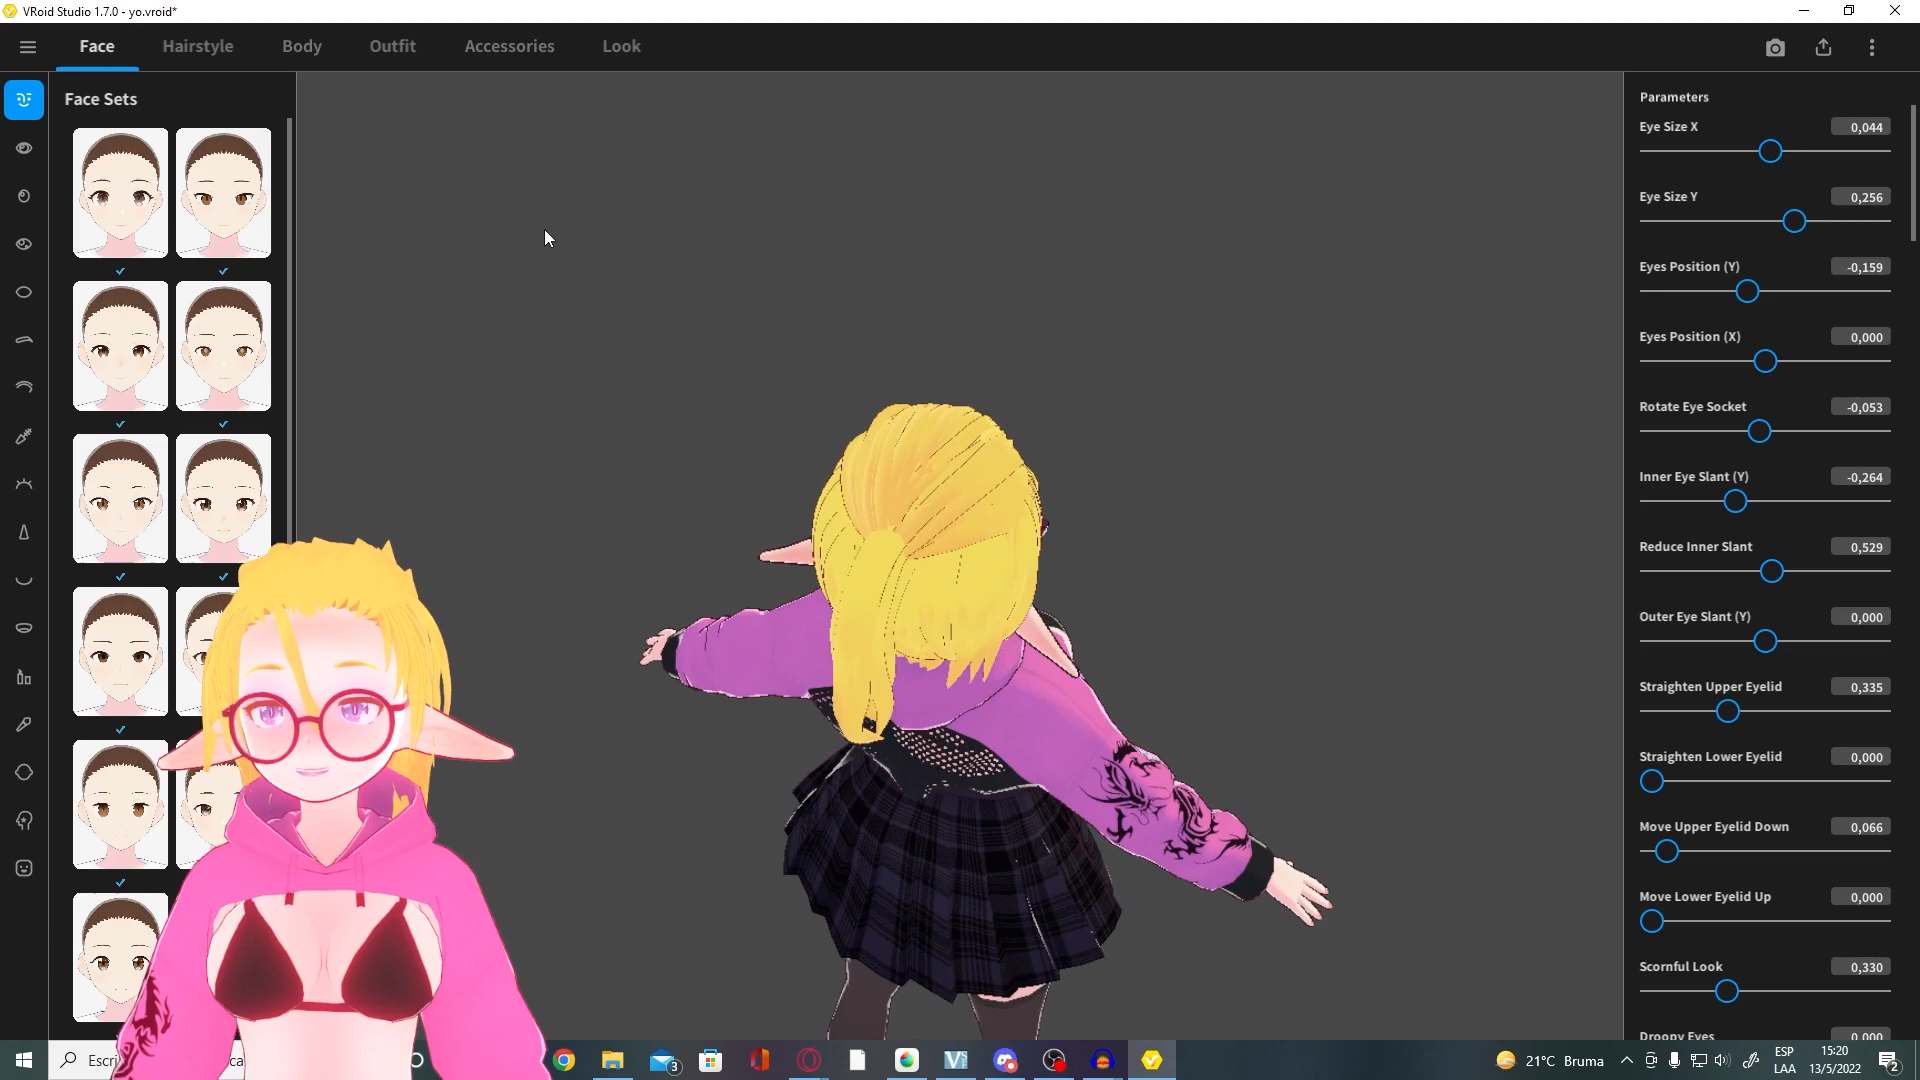 VRoid Studio 1.7.0 - yo.vroid*
Face Hairstyle Body Outfit Accessories Look
Face Sets
Parameters
Eye Size X 0,044
Eye Size Y 0,256
Eyes Position (Y) -0,159
Eyes Position (X) 0,000
Rotate Eye Socket -0,053
Inner Eye Slant (Y) -0,264
Reduce Inner Slant 0,529
Outer Eye Slant (Y) 0,000
Straighten Upper Eyelid 0,335
Straighten Lower Eyelid 0,000
Move Upper Eyelid Down 0,066
Move Lower Eyelid Up 0,000
Scornful Look 0,330
Droopy Eyes 0,000
Escri
ca
3
21°C Bruma
ESP
LAA
15:20
13/5/2022
2